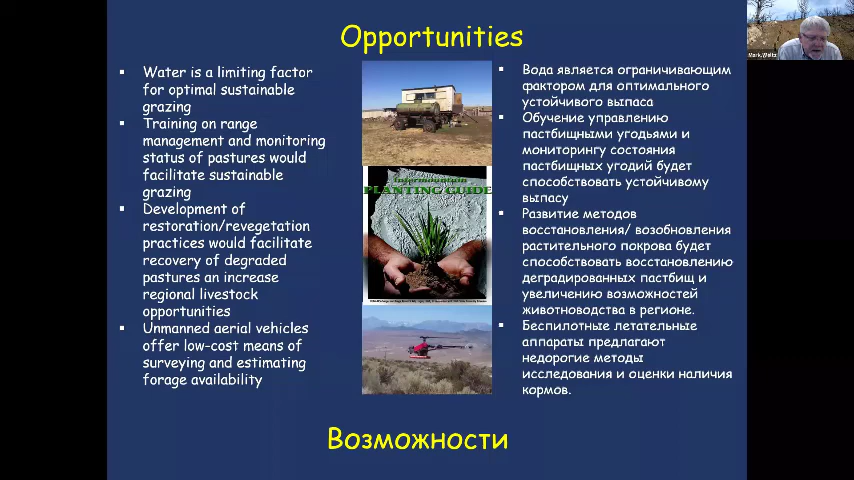 Opportunities
Mark.Weltz
▪ Water is a limiting factor
for optimal sustainable
grazing
▪ Training on range
management and monitoring
status of pastures would
facilitate sustainable
grazing
▪ Development of
restoration/revegetation
practices would facilitate
recovery of degraded
pastures an increase
regional livestock
opportunities
▪ Unmanned aerial vehicles
offer low-cost means of
surveying and estimating
forage availability
Intermountain
PLANTING GUIDE
▪ Вода является ограничивающим
фактором для оптимального
устойчивого выпаса
▪ Обучение управлению
пастбищными угодьями и
мониторингу состояния
пастбищных угодий будет
способствовать устойчивому
выпасу
▪ Развитие методов
восстановления/ возобновления
растительного покрова будет
способствовать восстановлению
деградированных пастбищ и
увеличению возможностей
животноводства в регионе.
▪ Беспилотные летательные
аппараты предлагают
недорогие методы
исследования и оценки наличия
кормов.
Возможности